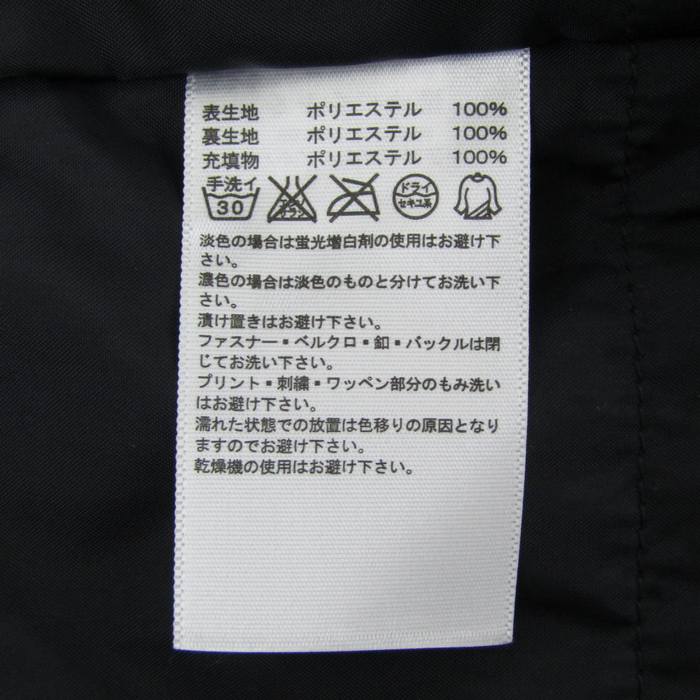 表生地 ポリエステル 100%
裏生地 ポリエステル 100%
充填物 ポリエステル 100%
手洗イ
30
エンソ
サラシ
ドライ
セキユ系
淡色の場合は蛍光増白剤の使用はお避け下
さい。
濃色の場合は淡色のものと分けてお洗い下
さい。
漬け置きはお避け下さい。
ファスナー・ベルクロ・釦・バックルは閉
じてお洗い下さい。
プリント・刺繍・ワッペン部分のもみ洗い
はお避け下さい。
濡れた状態での放置は色移りの原因となり
ますのでお避け下さい。
乾燥機の使用はお避け下さい。